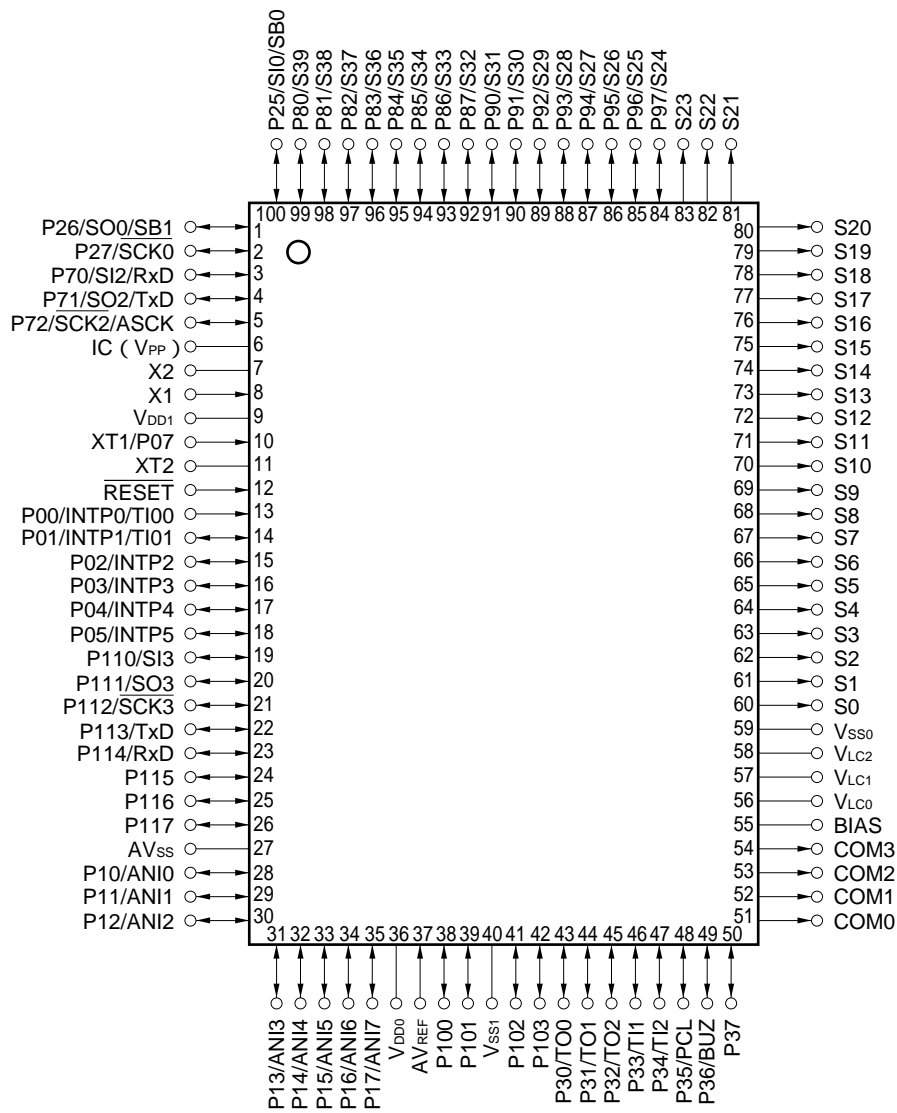 P25/SI0/SB0
P80/S39
P81/S38
P82/S37
P83/S36
P84/S35
P85/S34
P86/S33
P87/S32
P90/S31
P91/S30
P92/S29
P93/S28
P94/S27
P95/S26
P96/S25
P97/S24
S23
S22
S21
100 99 98 97 96 95 94 93 92 91 90 89 88 87 86 85 84 83 82 81
P26/SO0/SB1 1
P27/SCK0 2
P70/SI2/RxD 3
P71/SO2/TxD 4
P72/SCK2/ASCK 5
IC ( VPP ) 6
X2 7
X1 8
VDD1 9
XT1/P07 10
XT2 11
RESET 12
P00/INTP0/TI00 13
P01/INTP1/TI01 14
P02/INTP2 15
P03/INTP3 16
P04/INTP4 17
P05/INTP5 18
P110/SI3 19
P111/SO3 20
P112/SCK3 21
P113/TxD 22
P114/RxD 23
P115 24
P116 25
P117 26
AVSS 27
P10/ANI0 28
P11/ANI1 29
P12/ANI2 30
80 S20
79 S19
78 S18
77 S17
76 S16
75 S15
74 S14
73 S13
72 S12
71 S11
70 S10
69 S9
68 S8
67 S7
66 S6
65 S5
64 S4
63 S3
62 S2
61 S1
60 S0
59 VSS0
58 VLC2
57 VLC1
56 VLC0
55 BIAS
54 COM3
53 COM2
52 COM1
51 COM0
31 32 33 34 35 36 37 38 39 40 41 42 43 44 45 46 47 48 49 50
P13/ANI3
P14/ANI4
P15/ANI5
P16/ANI6
P17/ANI7
VDD0
AVREF
P100
P101
VSS1
P102
P103
P30/TO0
P31/TO1
P32/TO2
P33/TI1
P34/TI2
P35/PCL
P36/BUZ
P37